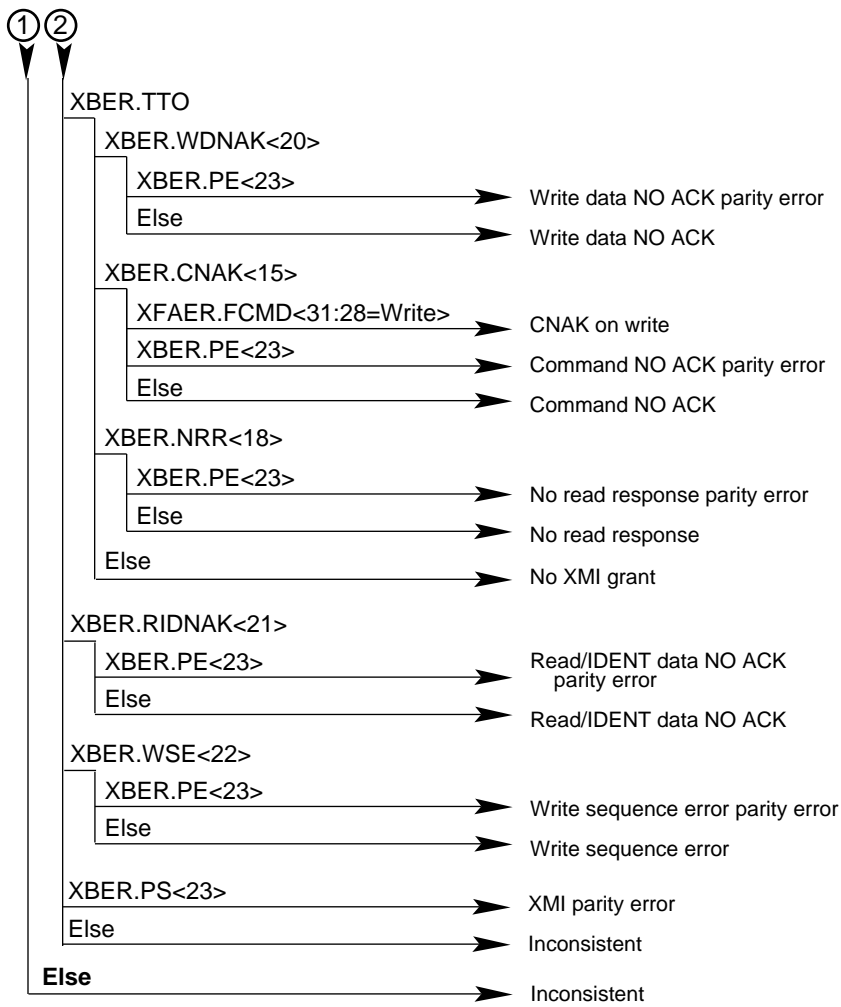 1 2
XBER.TTO
XBER.WDNAK<20>
XBER.PE<23>
Write data NO ACK parity error
Else
Write data NO ACK
XBER.CNAK<15>
XFAER.FCMD<31:28=Write>
CNAK on write
XBER.PE<23>
Command NO ACK parity error
Else
Command NO ACK
XBER.NRR<18>
XBER.PE<23>
No read response parity error
Else
No read response
Else
No XMI grant
XBER.RIDNAK<21>
XBER.PE<23>
Read/IDENT data NO ACK
parity error
Else
Read/IDENT data NO ACK
XBER.WSE<22>
XBER.PE<23>
Write sequence error parity error
Else
Write sequence error
XBER.PS<23>
XMI parity error
Else
Inconsistent
Else
Inconsistent